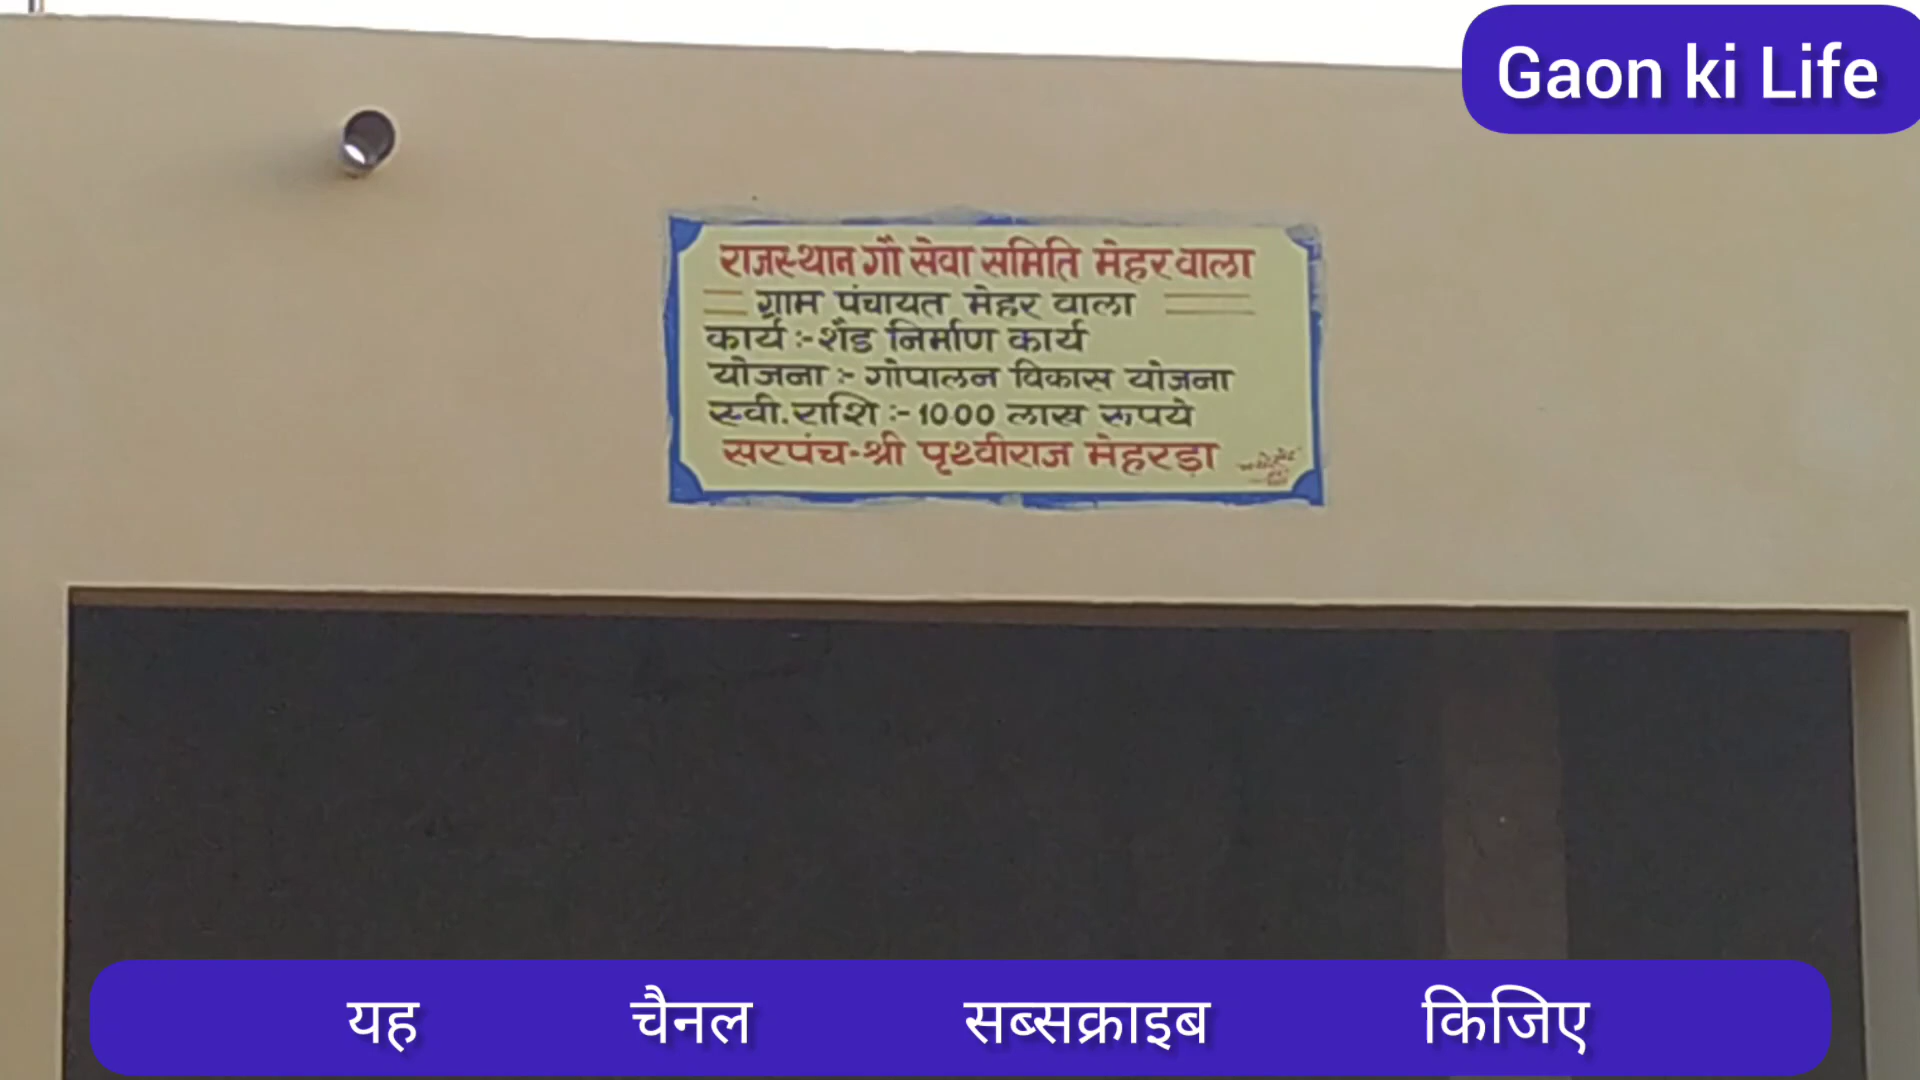 Gaon ki Life
राजस्थान गौ सेवा समिति मेहरवाला
ग्राम पंचायत मेहर वाला
कार्य :- शैड निर्माण कार्य
योजना :- गोपालन विकास योजना
स्वी. राशि :- 10.00 लाख रूपये
सरपंच-श्री पृथ्वीराज मेहरड़ा
यह चैनल सब्सक्राइब किजिए